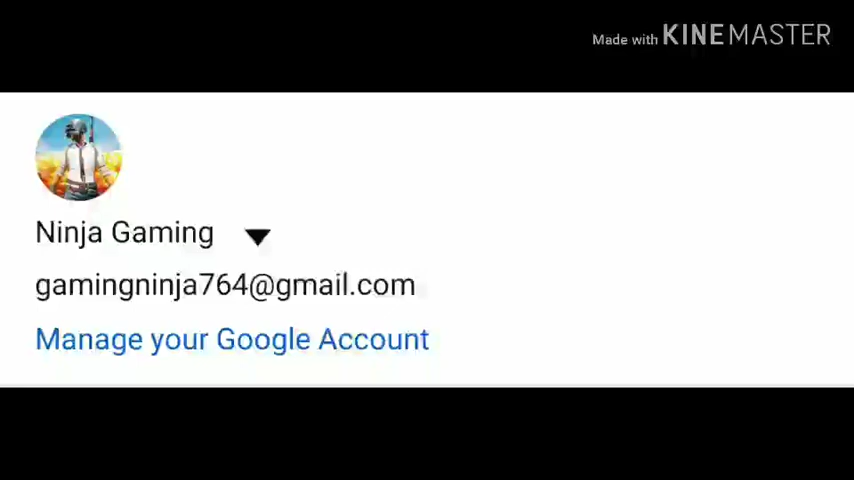 Made with KINEMASTER
Ninja Gaming
gamingninja764@gmail.com
Manage your Google Account